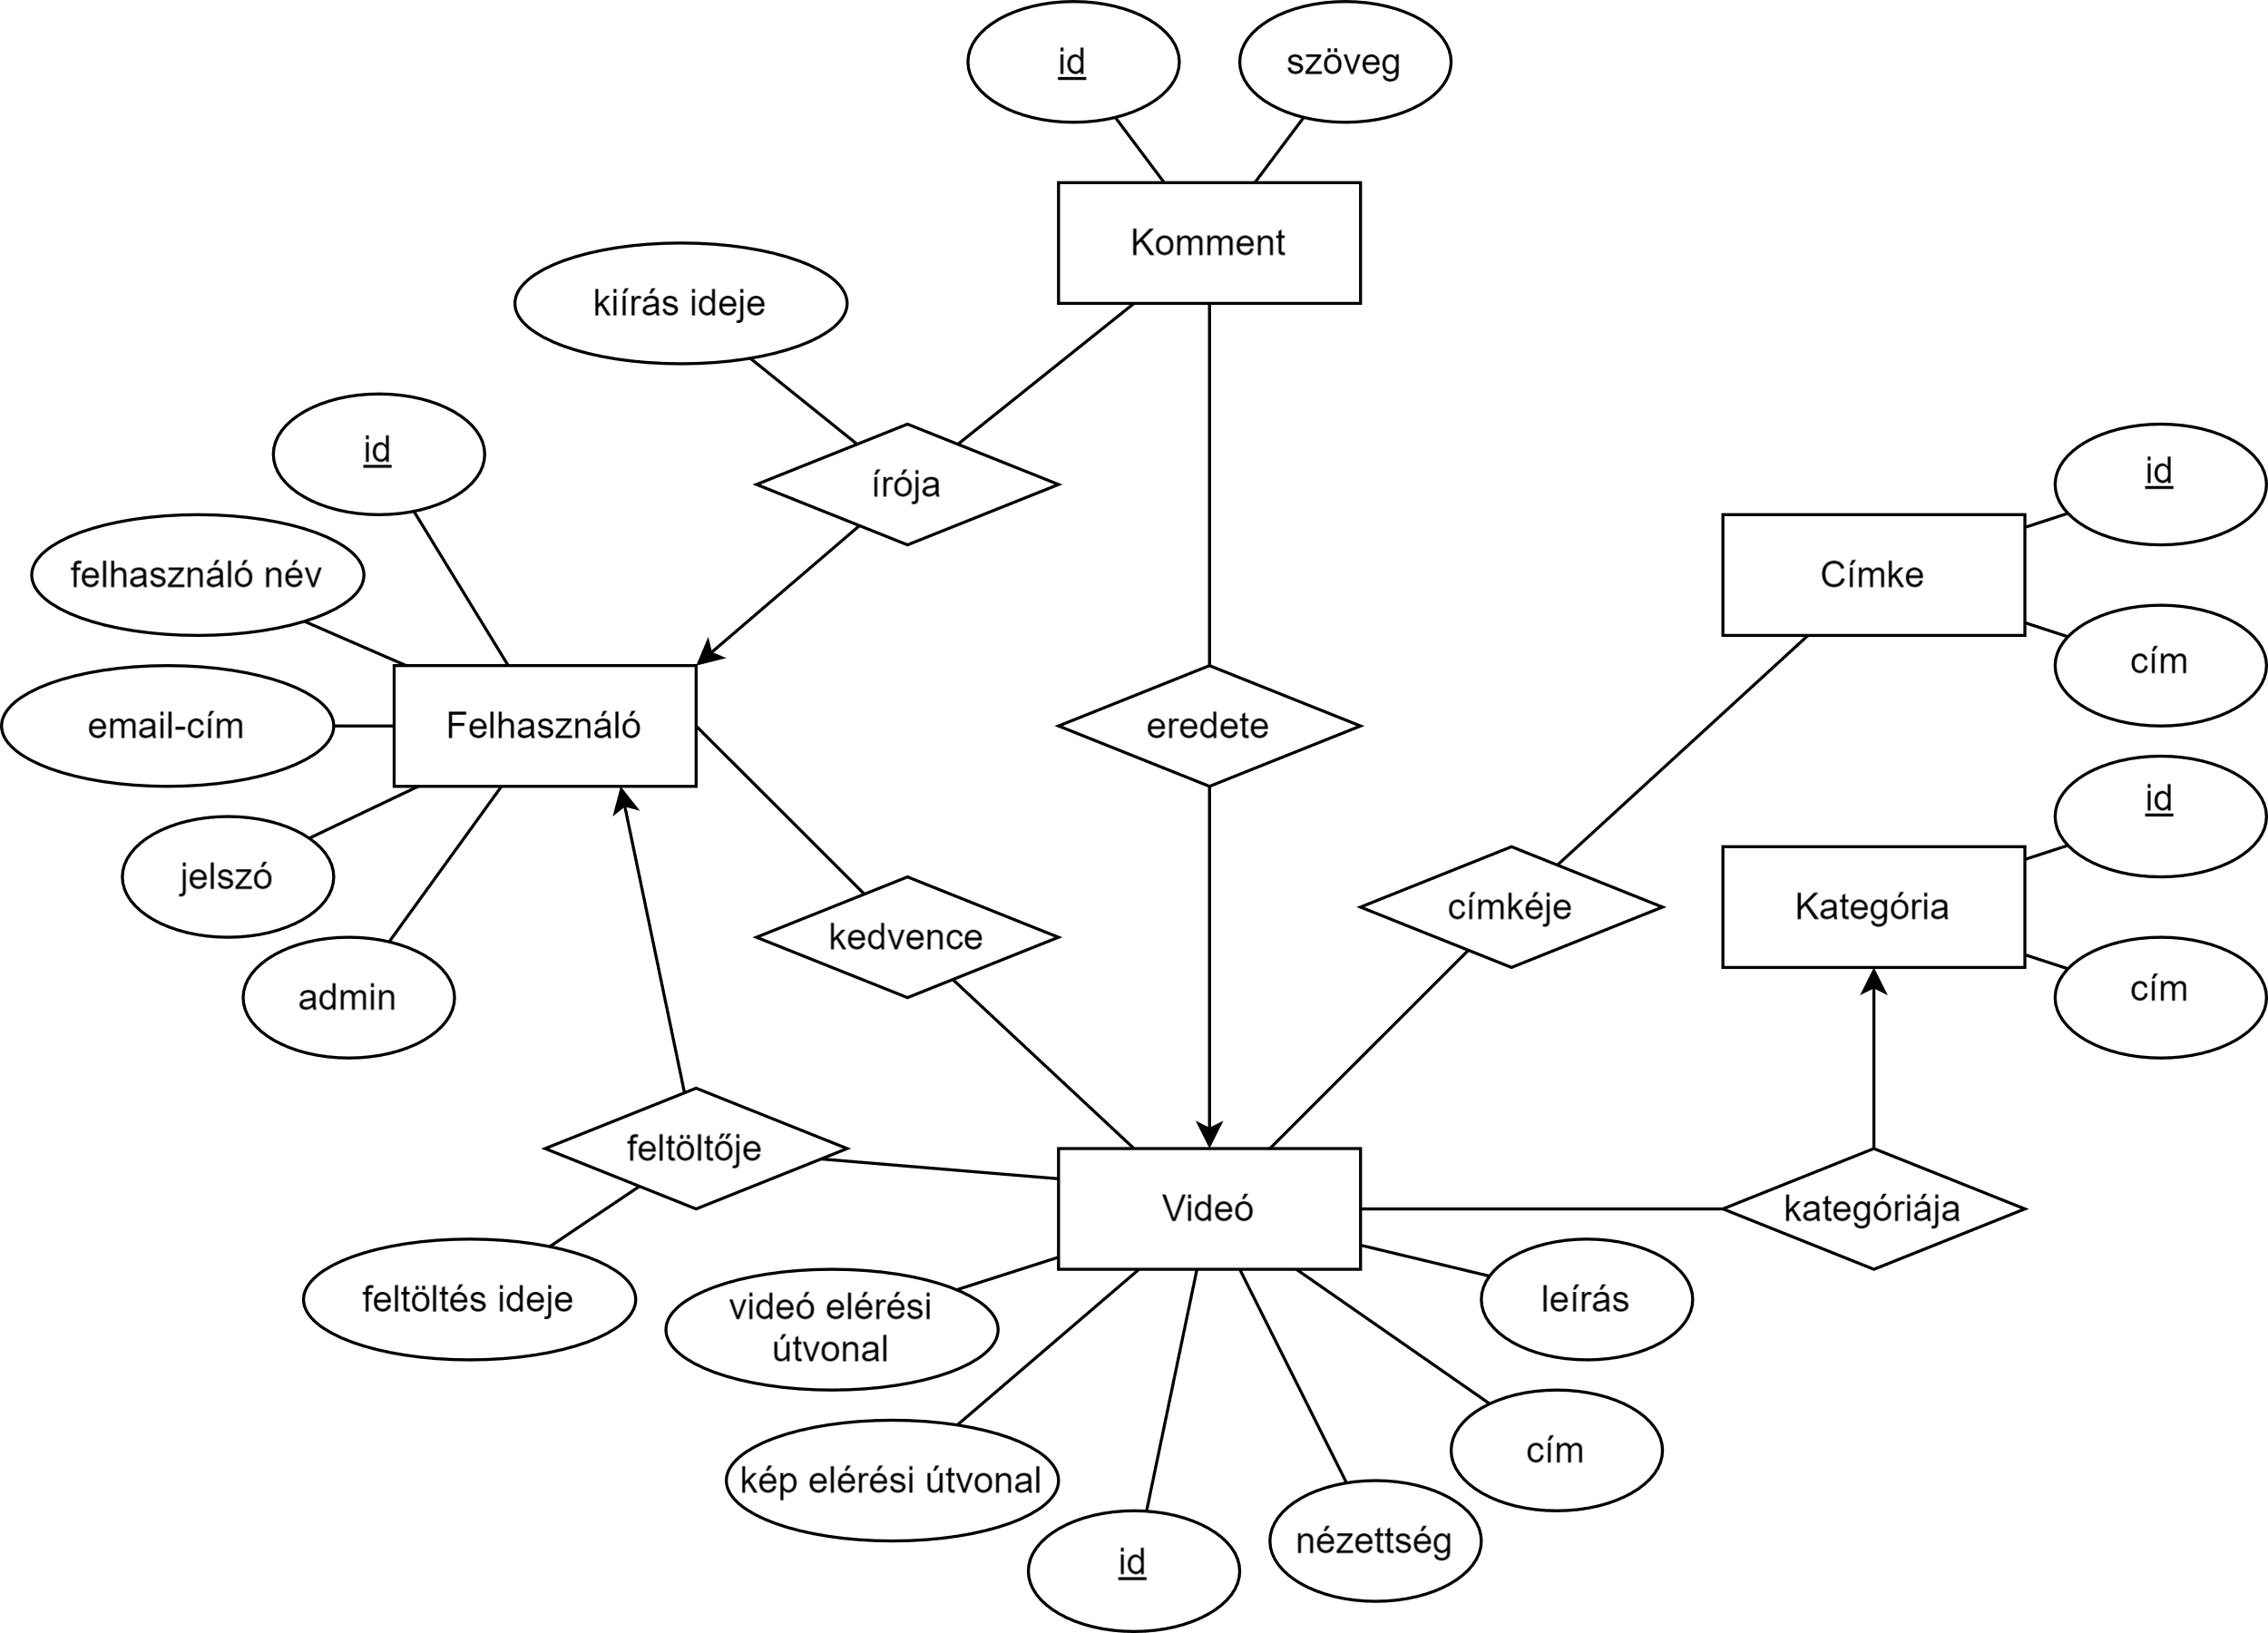 id
szöveg
Komment
kiírás ideje
id
írója
id
felhasználó név
Címke
cím
email-cím
Felhasználó
eredete
id
jelszó
címkéje
Kategória
kedvence
admin
cím
feltöltője
Videó
kategóriája
feltöltés ideje
videó elérési
útvonal
leírás
kép elérési útvonal
cím
id
nézettség